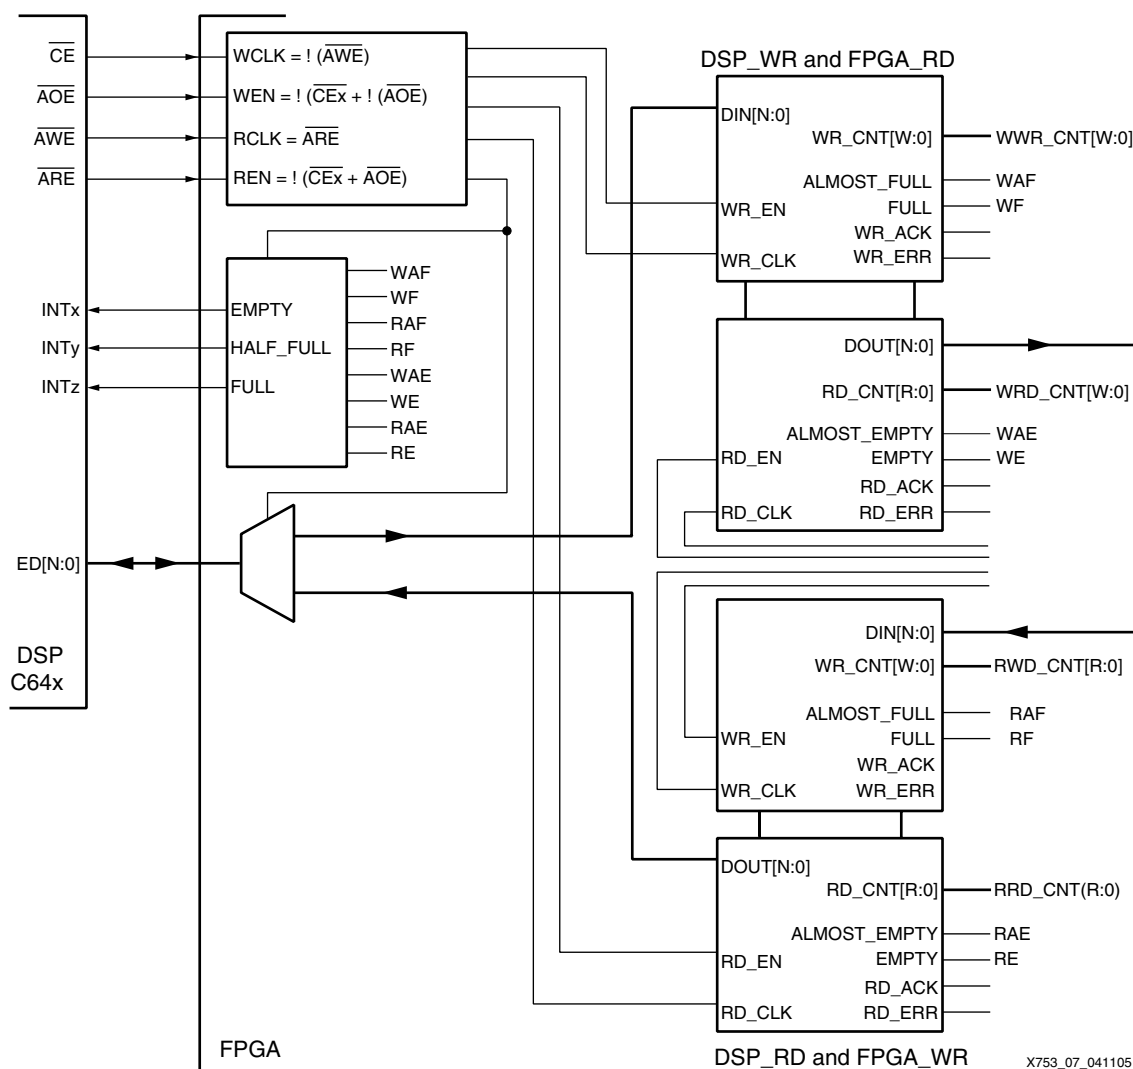 CE
AOE
AWE
ARE
WCLK = ! (AWE)
WEN = ! (CEx + ! (AOE)
RCLK = ARE
REN = ! (CEx + AOE)
INTx
INTy
INTz
EMPTY
HALF_FULL
FULL
WAF
WF
RAF
RF
WAE
WE
RAE
RE
ED[N:0]
DSP
C64x
FPGA
DSP_WR and FPGA_RD
DIN[N:0]
WR_CNT[W:0]
WWR_CNT[W:0]
ALMOST_FULL
WAF
WR_EN
FULL
WF
WR_ACK
WR_CLK
WR_ERR
DOUT[N:0]
RD_CNT[R:0]
WRD_CNT[W:0]
ALMOST_EMPTY
WAE
RD_EN
EMPTY
WE
RD_ACK
RD_CLK
RD_ERR
DIN[N:0]
WR_CNT[W:0]
RWD_CNT[R:0]
ALMOST_FULL
RAF
WR_EN
FULL
RF
WR_ACK
WR_CLK
WR_ERR
DOUT[N:0]
RD_CNT[R:0]
RRD_CNT(R:0)
ALMOST_EMPTY
RAE
RD_EN
EMPTY
RE
RD_ACK
RD_CLK
RD_ERR
DSP_RD and FPGA_WR
X753_07_041105